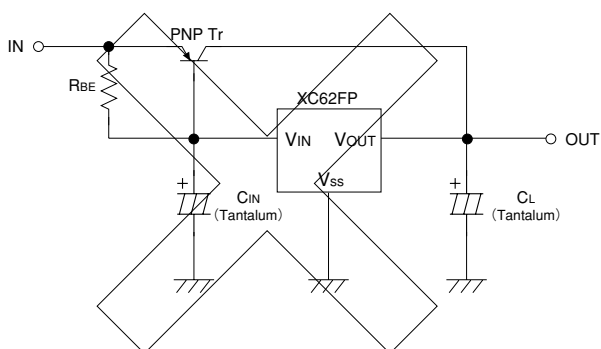 PNP Tr
IN
RBE
XC62FP
VIN
VOUT
OUT
VSS
+
CIN
(Tantalum)
+
CL
(Tantalum)